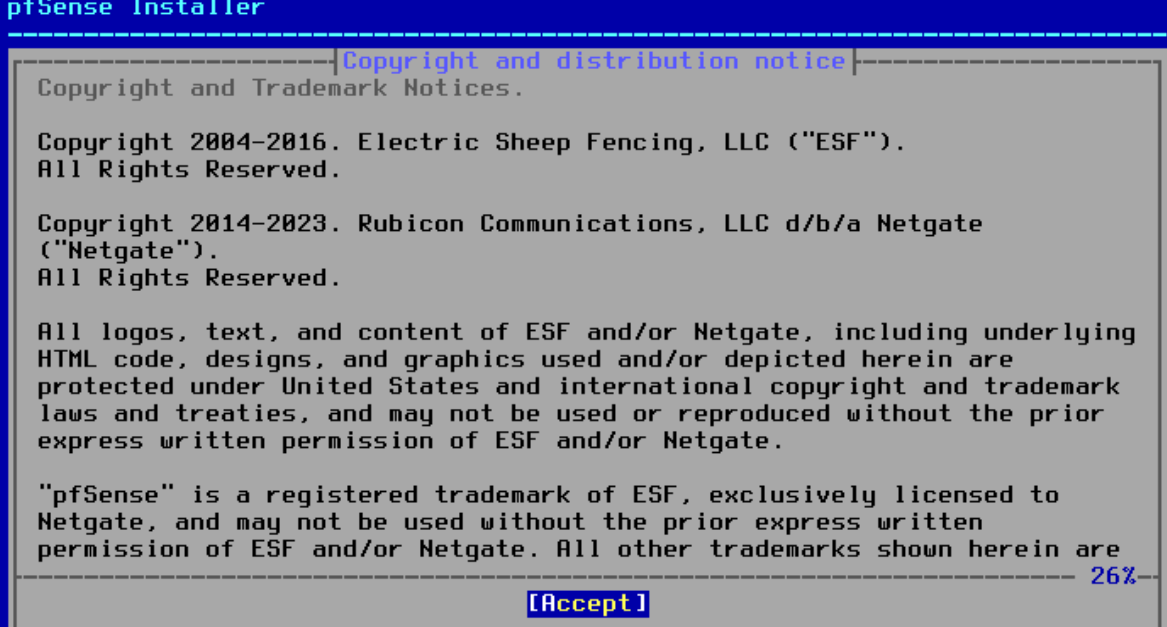 pfSense Installer
Copyright and distribution notice
Copyright and Trademark Notices.
Copyright 2004-2016. Electric Sheep Fencing, LLC ("ESF").
All Rights Reserved.
Copyright 2014-2023. Rubicon Communications, LLC d/b/a Netgate
("Netgate").
All Rights Reserved.
All logos, text, and content of ESF and/or Netgate, including underlying
HTML code, designs, and graphics used and/or depicted herein are
protected under United States and international copyright and trademark
laws and treaties, and may not be used or reproduced without the prior
express written permission of ESF and/or Netgate.
"pfSense" is a registered trademark of ESF, exclusively licensed to
Netgate, and may not be used without the prior express written
permission of ESF and/or Netgate. All other trademarks shown herein are
26%
[Accept]